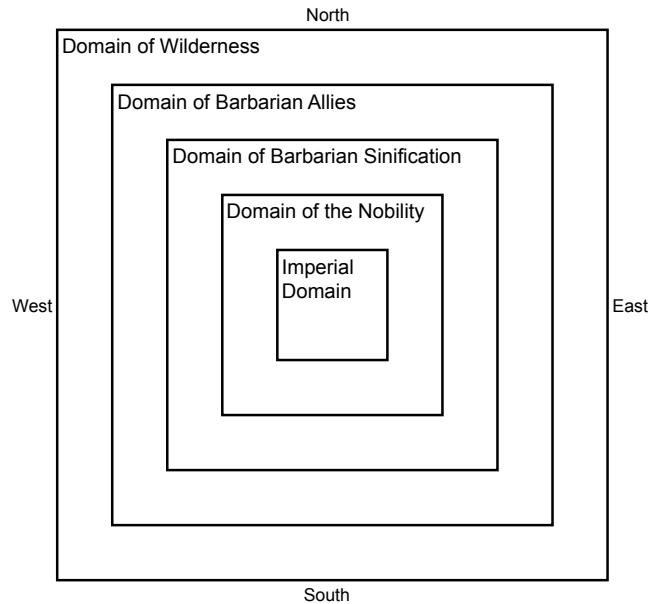 North
Domain of Wilderness
Domain of Barbarian Allies
Domain of Barbarian Sinification
Domain of the Nobility
Imperial
Domain
West
East
South